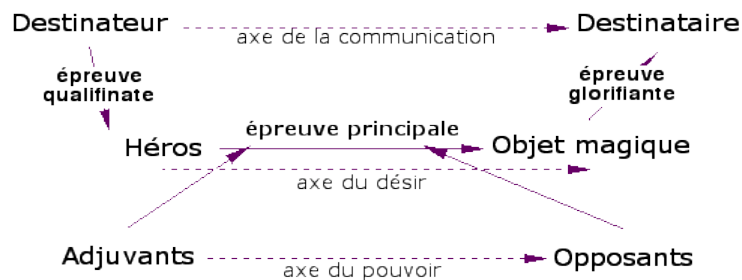 Destinateur
Destinataire
axe de la communication
épreuve
qualifinate
épreuve
glorifiante
épreuve principale
Héros
Objet magique
axe du désir
Adjuvants
Opposants
axe du pouvoir